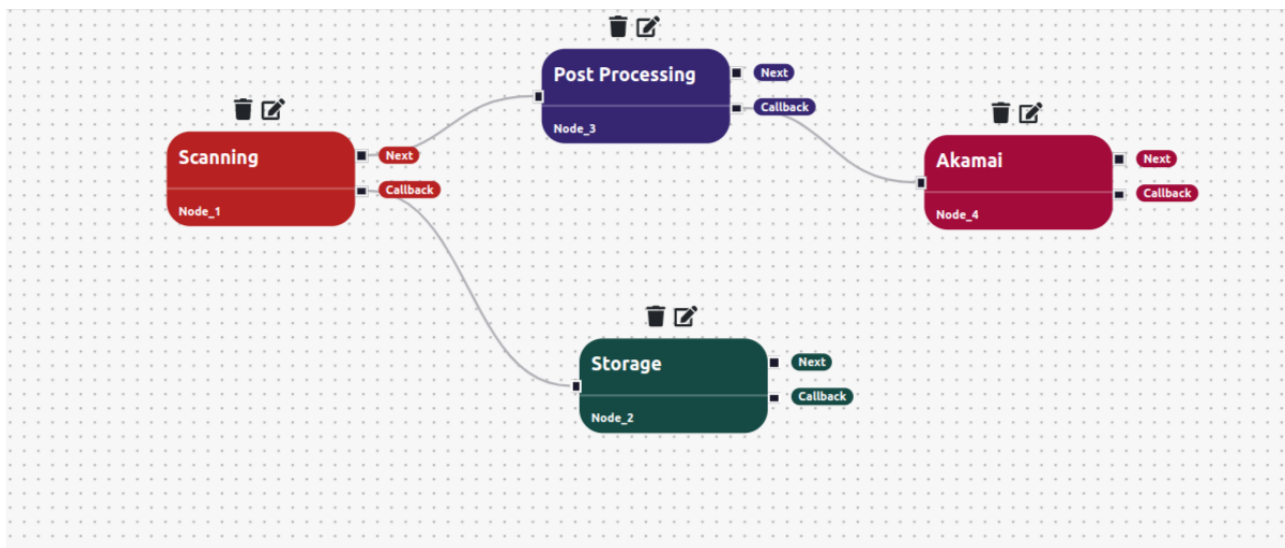 Post Processing
Next
Callback
Node_3
Scanning
Next
Callback
Node_1
Akamai
Next
Callback
Node_4
Storage
Next
Callback
Node_2